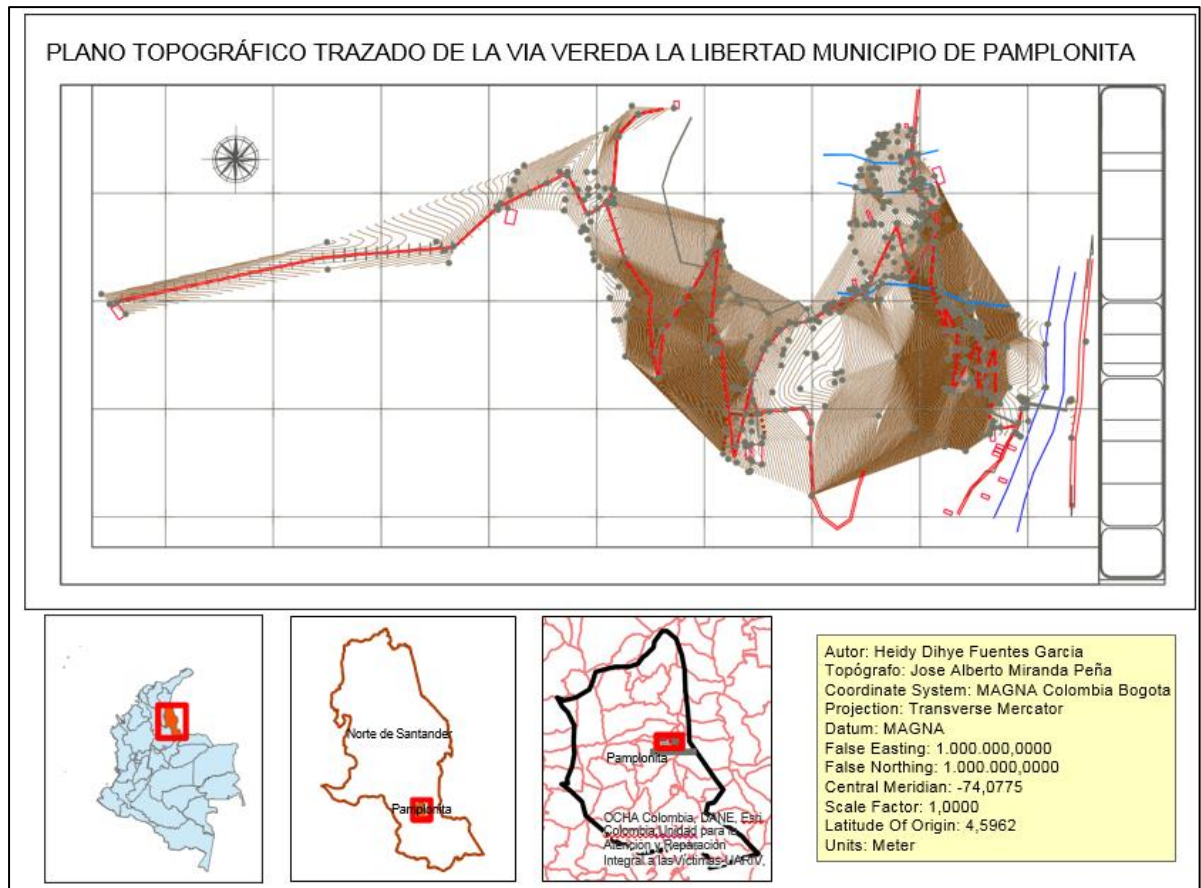 PLANO TOPOGRÁFICO TRAZADO DE LA VIA VEREDA LA LIBERTAD MUNICIPIO DE PAMPLONITA
Norte de Santander
Pamplonita
Pamplonita
OCHA Colombia, DANE, Esri
Colombia, Unidad para la
Atención y Reparación
Integral a las Víctimas-UARIV,
Autor: Heidy Dihye Fuentes Garcia
Topógrafo: Jose Alberto Miranda Peña
Coordinate System: MAGNA Colombia Bogota
Projection: Transverse Mercator
Datum: MAGNA
False Easting: 1.000.000,0000
False Northing: 1.000.000,0000
Central Meridian: -74,0775
Scale Factor: 1,0000
Latitude Of Origin: 4,5962
Units: Meter